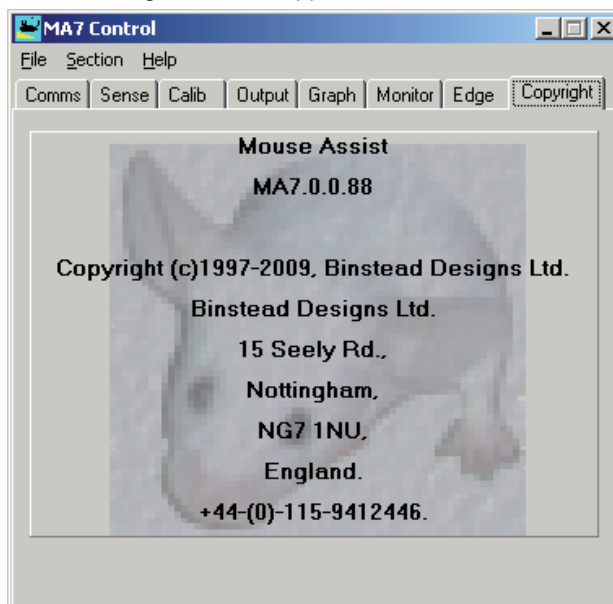 MA7 Control
File Section Help
Comms Sense Calib Output Graph Monitor Edge Copyright
Mouse Assist
MA7.0.0.88
Copyright (c)1997-2009, Binstead Designs Ltd.
Binstead Designs Ltd.
15 Seely Rd.,
Nottingham,
NG7 1NU,
England.
+44-(0)-115-9412446.